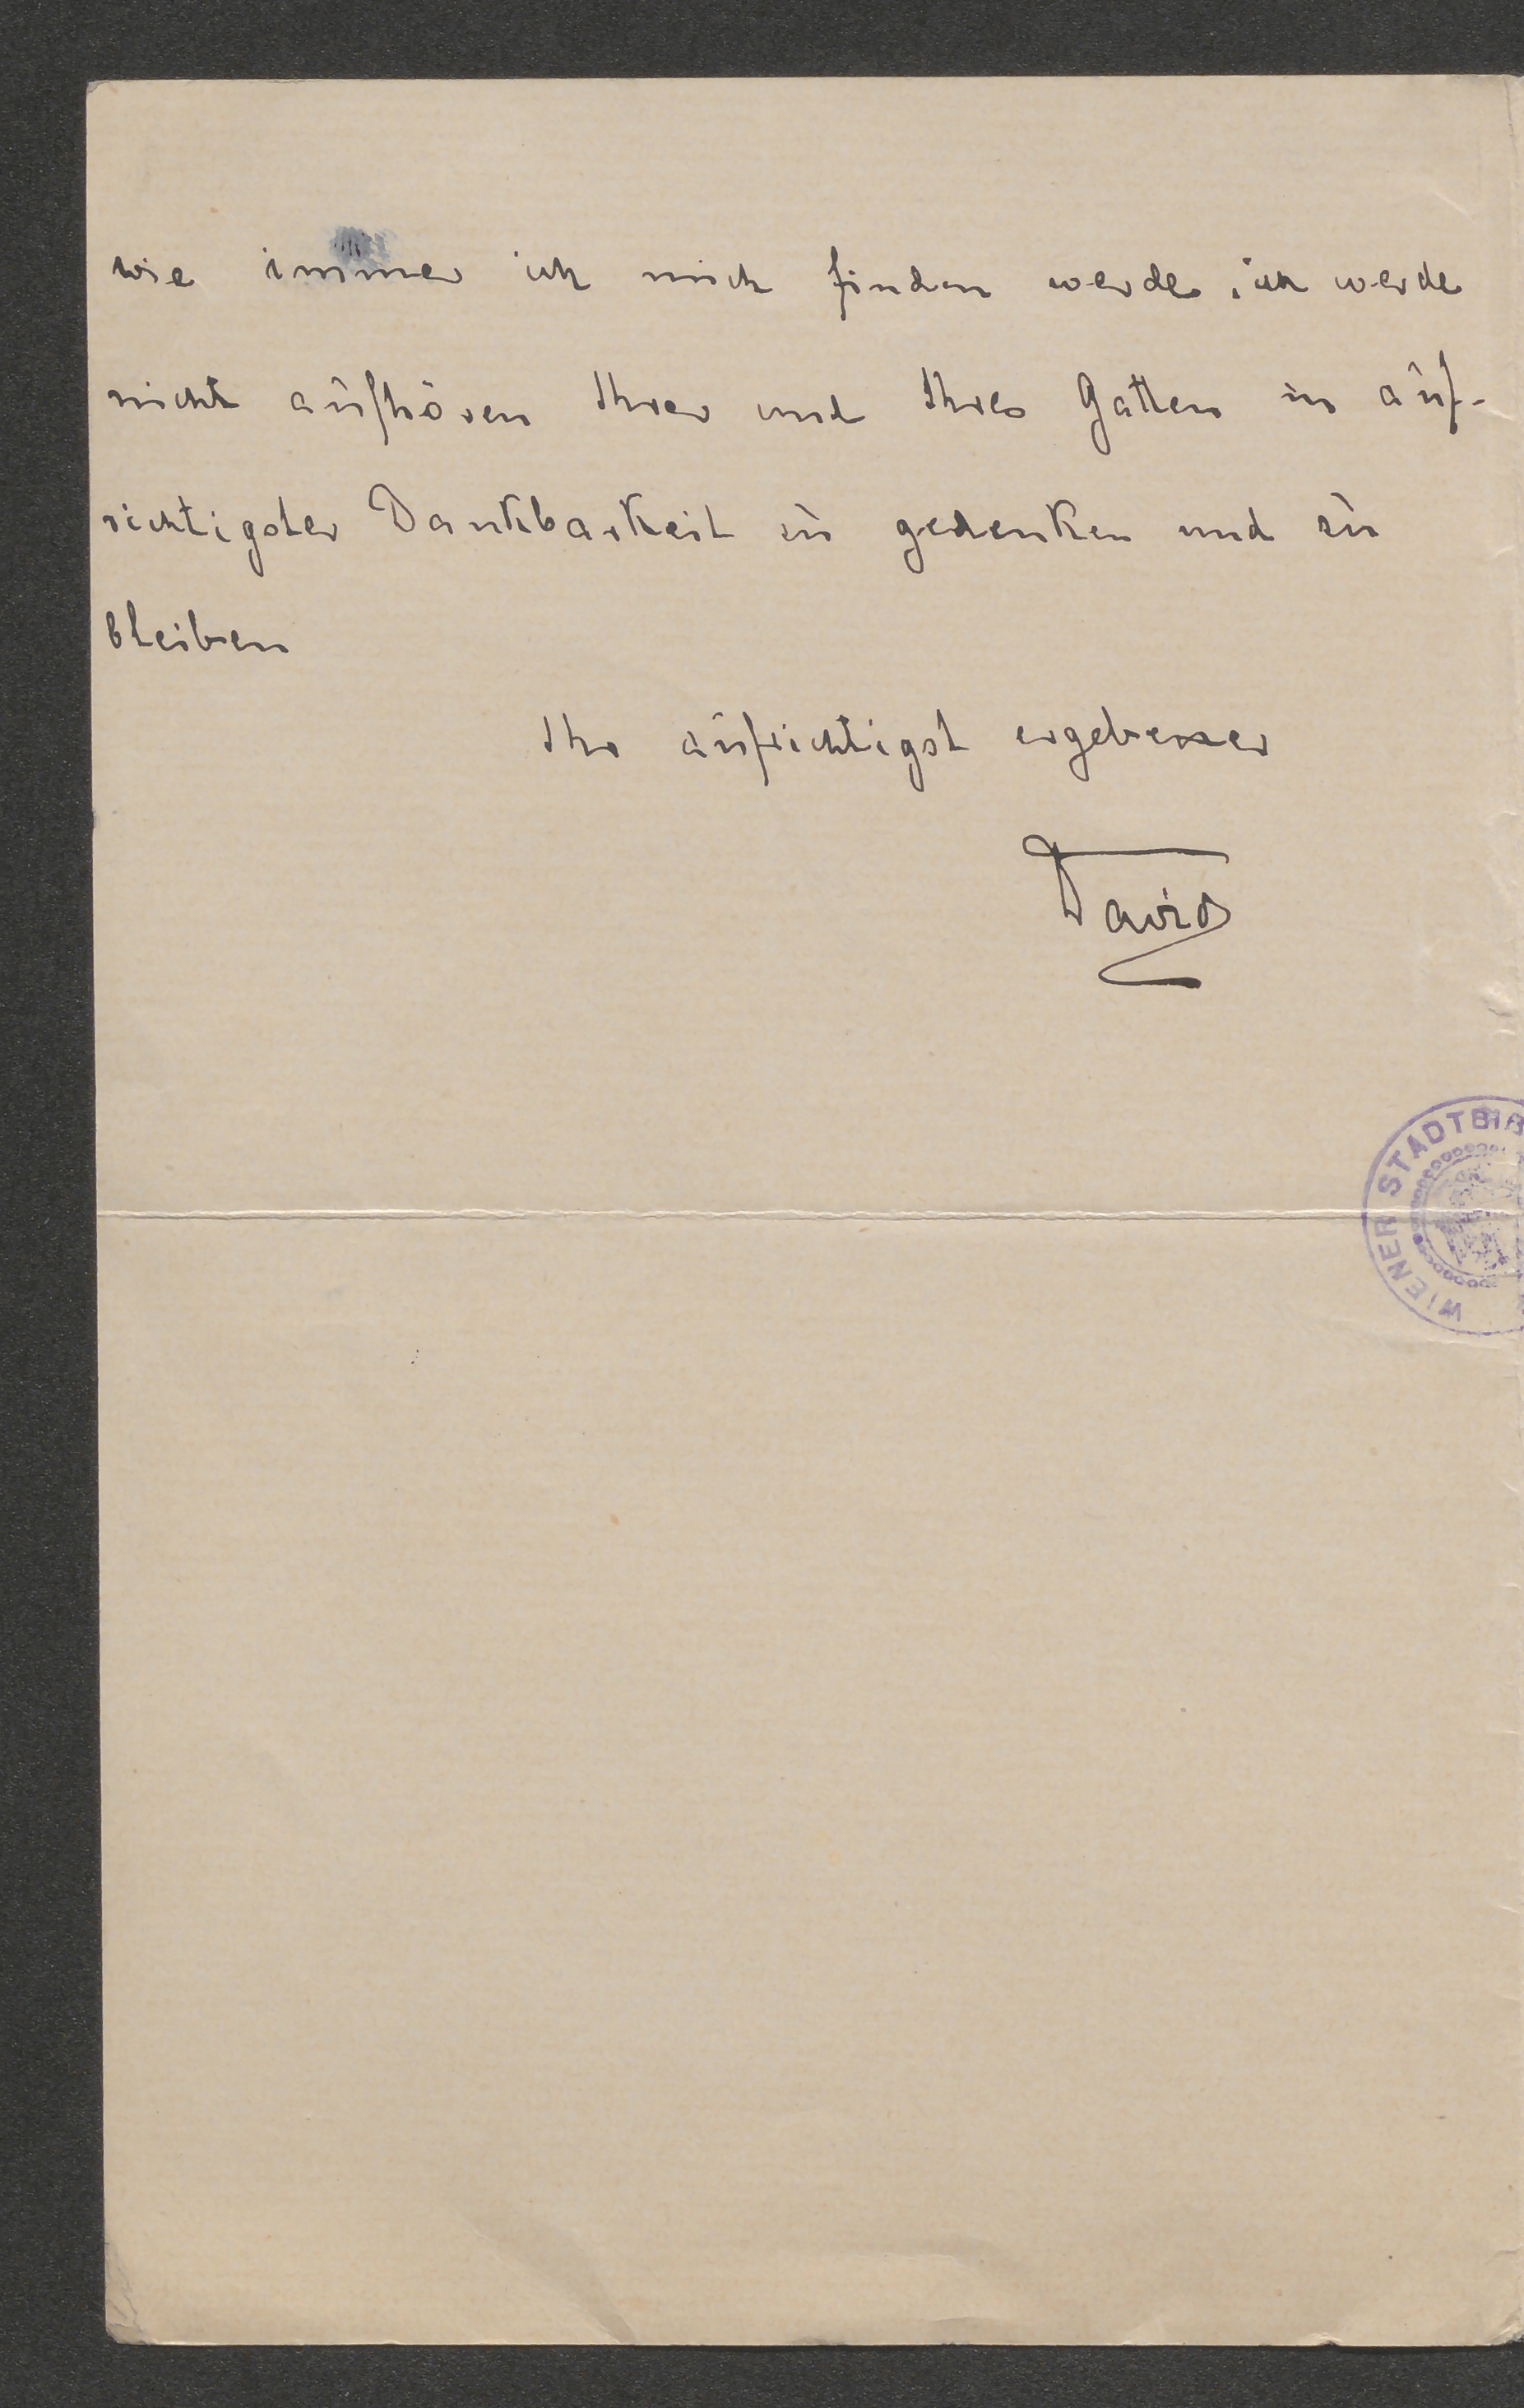 wie immer ich mich finden werde, ich werde
nicht aufhören Ihrer und Ihres Gatten in auf-
richtigster Dankbarkeit zu gedenken und zu
bleiben
Ihr aufrichtigst ergebener
David
WIENER STADTBIB